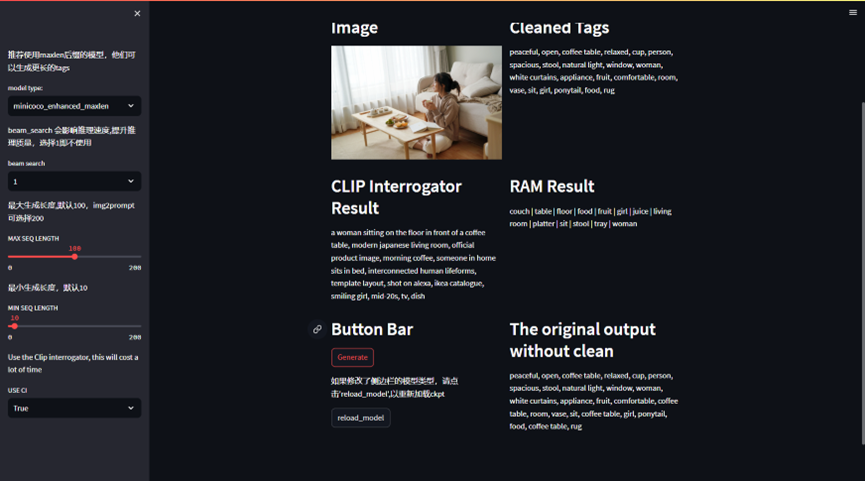 推荐使用maxlen后缀的模型，他们可
以生成更长的tags
model type:
minicoco_enhanced_maxlen
beam_search 会影响推理速度,提升推
理质量，选择1即不使用
beam search
1
最大生成长度,默认100，img2prompt
可选择200
MAX SEQ LENGTH
100
0 200
最小生成长度，默认10
MIN SEQ LENGTH
10
0 200
Use the Clip interrogator, this will cost a
lot of time
USE CI
True
Image
Cleaned Tags
peaceful, open, coffee table, relaxed, cup, person,
spacious, stool, natural light, window, woman,
white curtains, appliance, fruit, comfortable, room,
vase, sit, girl, ponytail, food, rug
CLIP Interrogator
Result
a woman sitting on the floor in front of a coffee
table, modern japanese living room, official
product image, morning coffee, someone in home
sits in bed, interconnected human lifeforms,
template layout, shot on alexa, ikea catalogue,
smiling girl, mid-20s, tv, dish
RAM Result
couch | table | floor | food | fruit | girl | juice | living
room | platter | sit | stool | tray | woman
Button Bar
Generate
如果修改了侧边栏的模型类型，请点
击'reload_model',以重新加载ckpt
reload_model
The original output
without clean
peaceful, open, coffee table, relaxed, cup, person,
spacious, stool, natural light, window, woman,
white curtains, appliance, fruit, comfortable, coffee
table, room, vase, sit, coffee table, girl, ponytail,
food, coffee table, rug